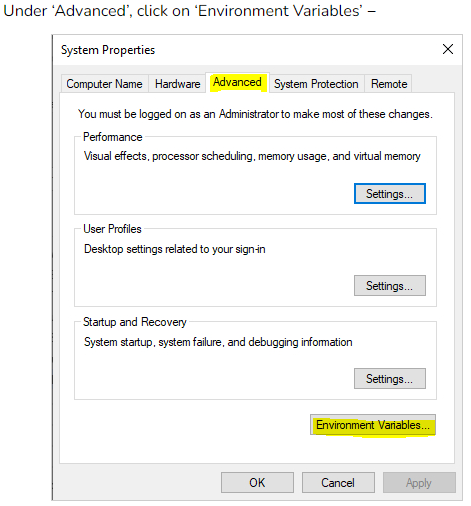 Under ‘Advanced’, click on ‘Environment Variables’ –
System Properties
Computer Name Hardware Advanced System Protection Remote
You must be logged on as an Administrator to make most of these changes.
Performance
Visual effects, processor scheduling, memory usage, and virtual memory
Settings...
User Profiles
Desktop settings related to your sign-in
Settings...
Startup and Recovery
System startup, system failure, and debugging information
Settings...
Environment Variables...
OK Cancel Apply